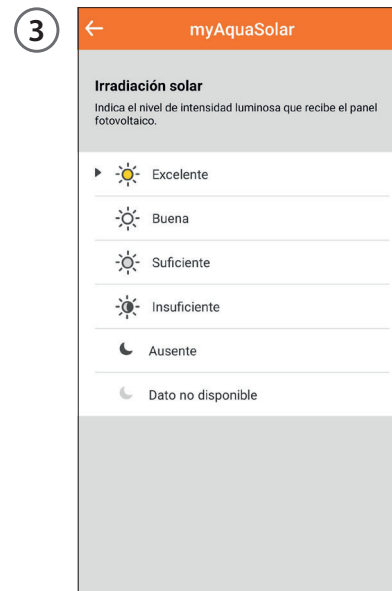 3
myAquaSolar
Irradiación solar
Indica el nivel de intensidad luminosa que recibe el panel
fotovoltaico.
Excelente
Buena
Suficiente
Insuficiente
Ausente
Dato no disponible